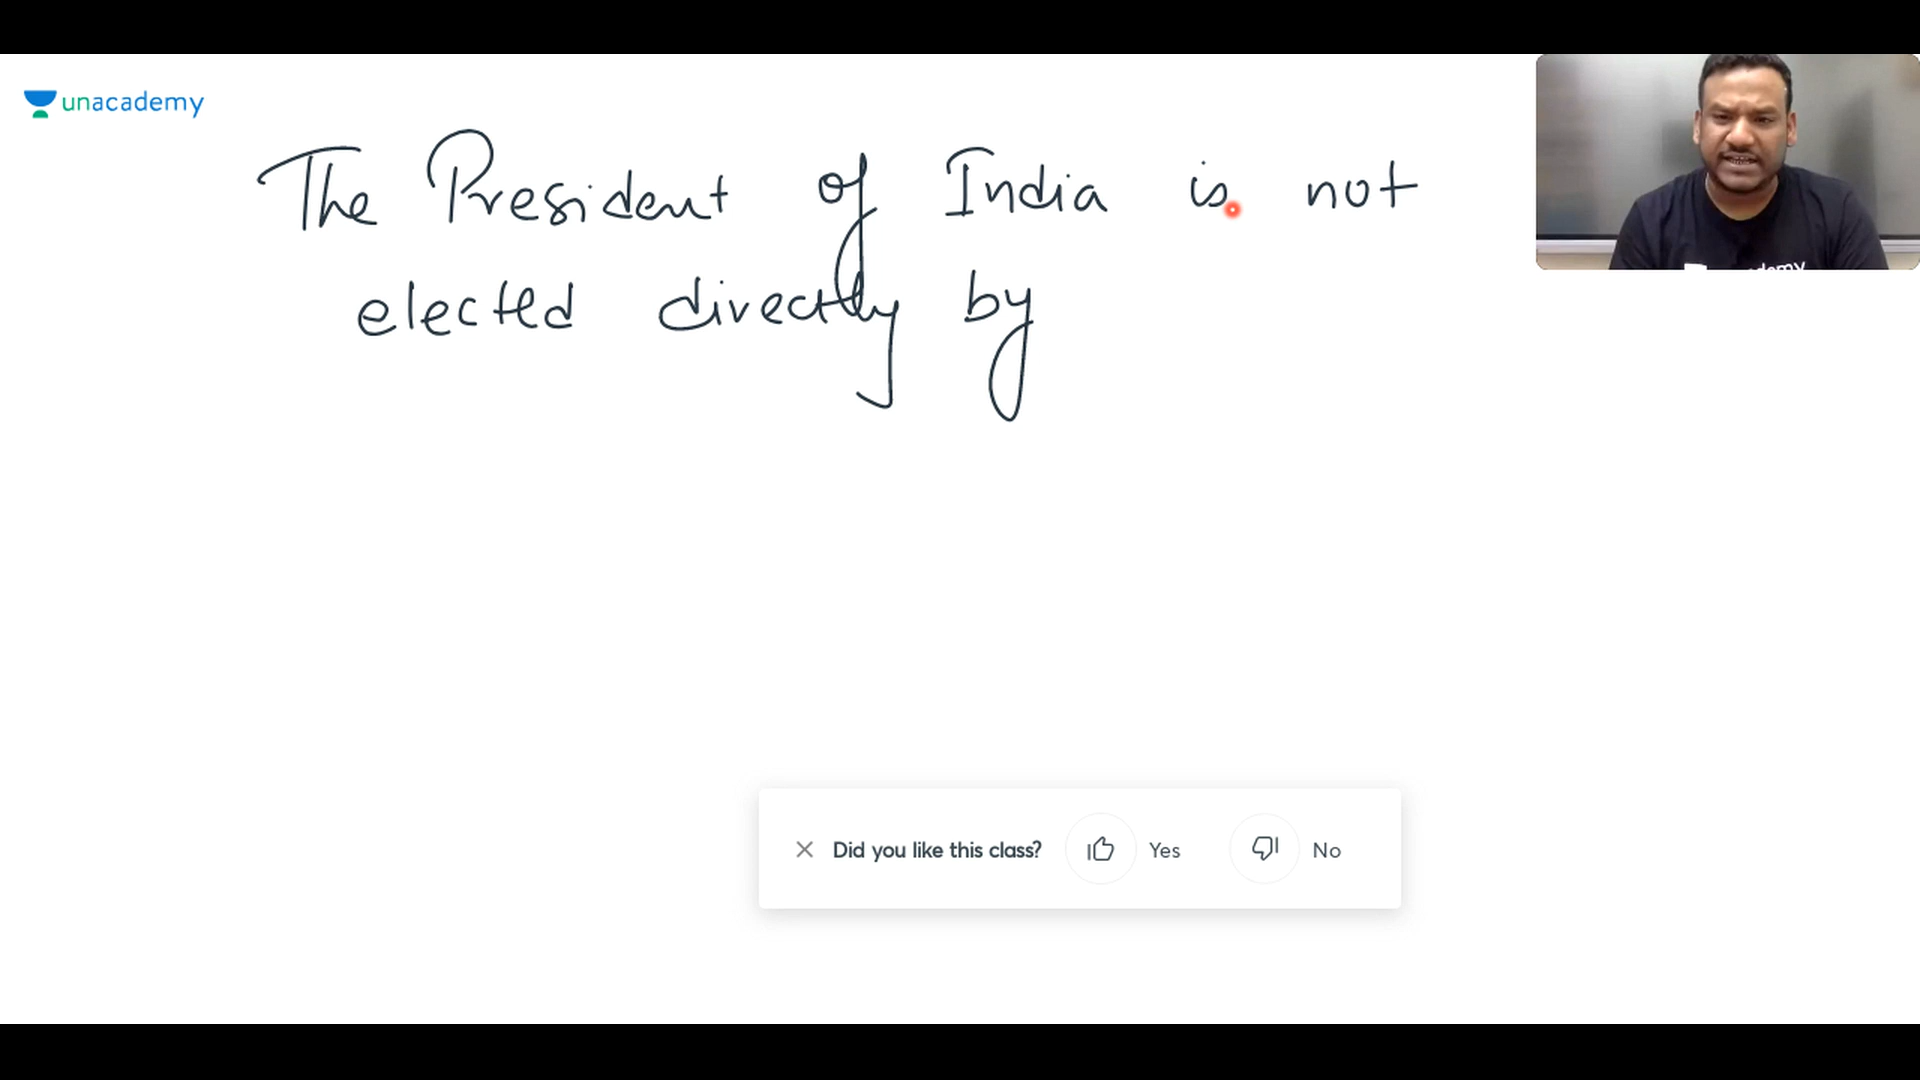 unacademy
The President of India is not
elected directly by
Did you like this class? Yes No